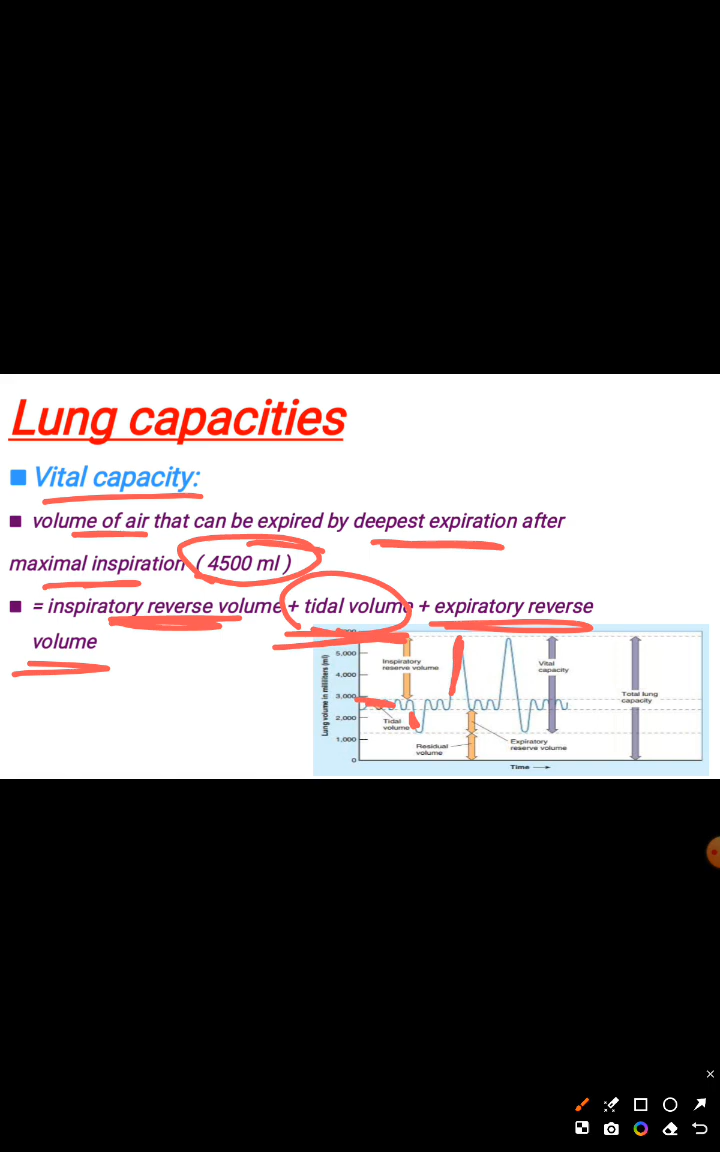 Lung capacities
Vital capacity:
volume of air that can be expired by deepest expiration after
maximal inspiration ( 4500 ml )
= inspiratory reverse volume + tidal volume + expiratory reverse
volume
5,000
4,000
3,000
2,000
1,000
0
Lung volume in milliliters (ml)
Inspiratory
reserve volume
Tidal
volume
Residual
volume
Expiratory
reserve volume
Vital
capacity
Total lung
capacity
Time